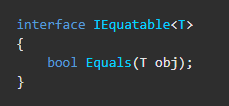 interface IEquatable<T>
{
    bool Equals(T obj);
}